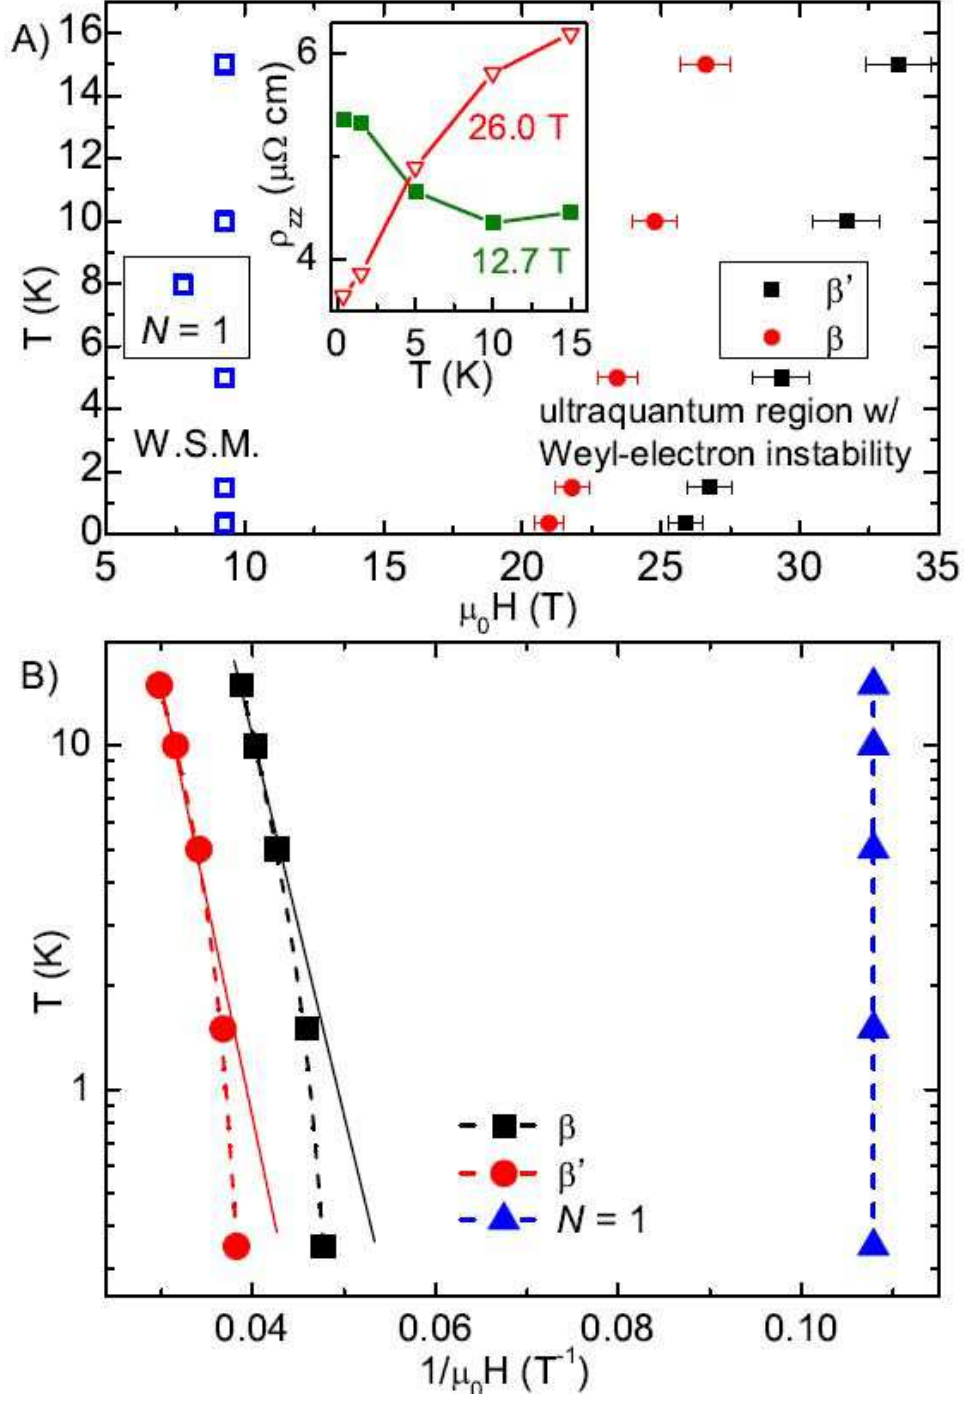 A)
16
14
12
10
8
6
4
2
0
T (K)
5
10
15
20
25
30
35
μ₀H (T)
N = 1
W.S.M.
6
4
ρzz (μΩ cm)
26.0 T
12.7 T
0
5
10
15
T (K)
β’
β
ultraquantum region w/
Weyl-electron instability
B)
10
1
T (K)
β
β’
N = 1
0.04
0.06
0.08
0.10
1/μ₀H (T⁻¹)